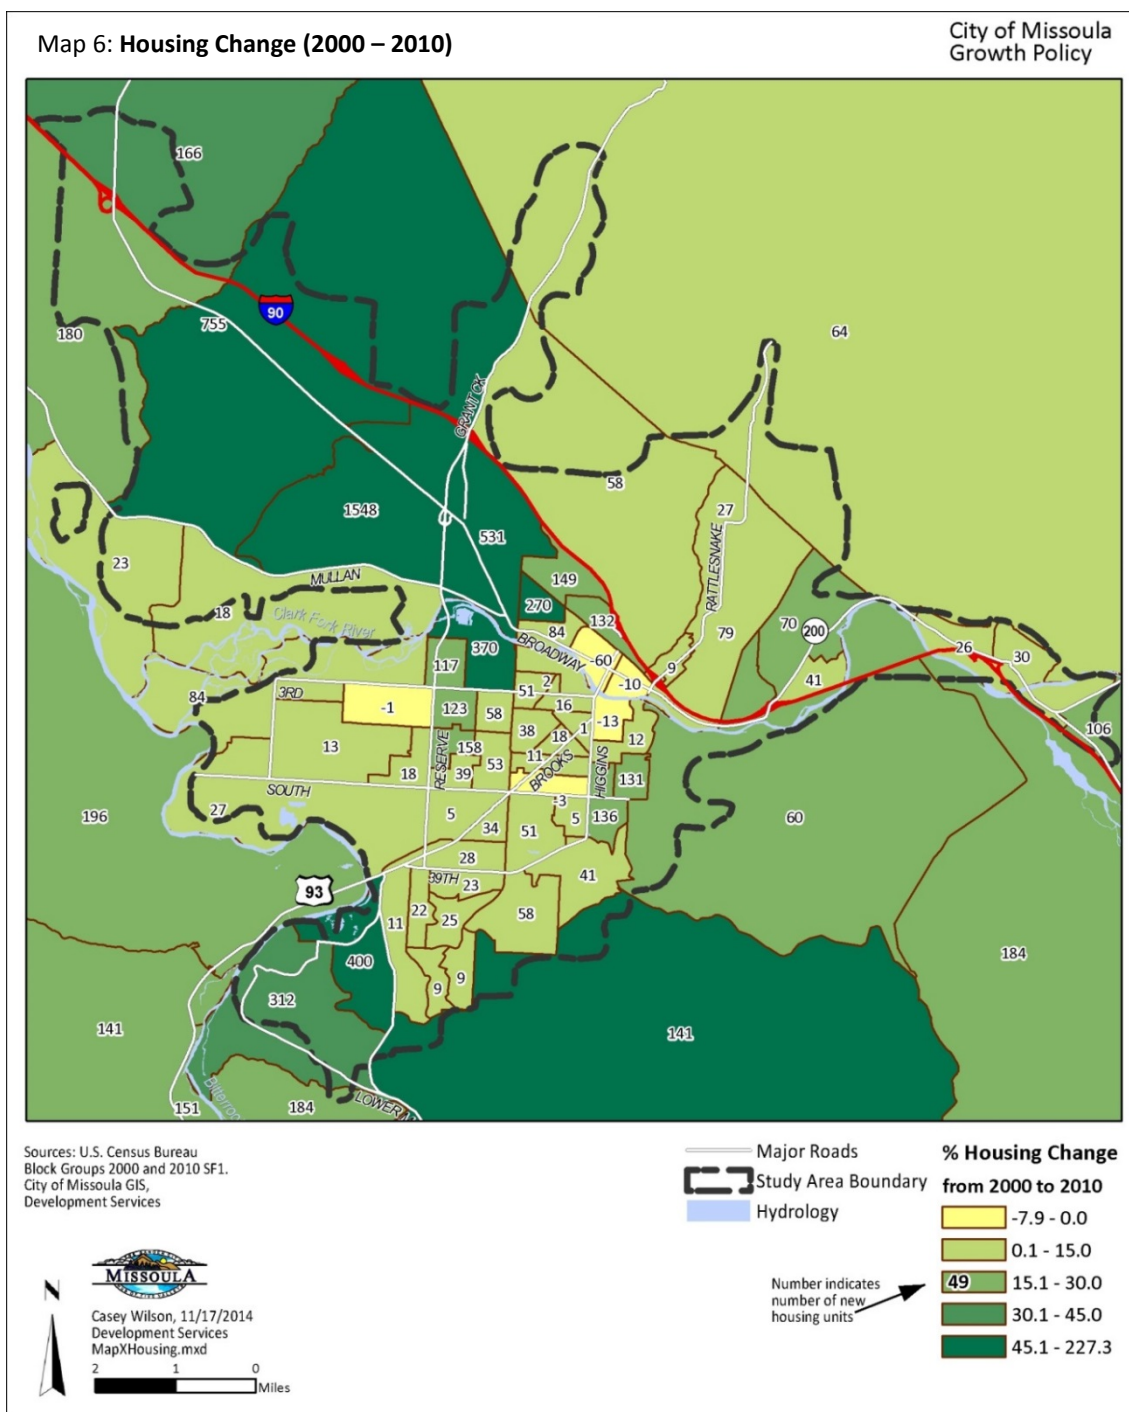 Map 6: Housing Change (2000 – 2010)
City of Missoula
Growth Policy
166
180
755
90
64
GRANT CK
58
27
1548
531
RATTLESNAKE
23
MULLAN
149
270
132
18
Clark Fork River
84
BROADWAY
79
70
200
-60
9
26
30
117
370
2
-10
41
84
3RD
51
-1
123
58
16
-13
106
38
18
1
12
13
158
11
RESERVE
53
BROOKS
HIGGINS
18
39
131
SOUTH
-3
196
27
5
34
51
5
136
60
28
39TH
23
41
93
22
11
25
58
400
9
9
184
312
141
141
Bitterroo
151
184
LOWER M
Sources: U.S. Census Bureau
Block Groups 2000 and 2010 SF1.
City of Missoula GIS,
Development Services
Major Roads
Study Area Boundary
Hydrology
% Housing Change
from 2000 to 2010
-7.9 - 0.0
0.1 - 15.0
49
15.1 - 30.0
30.1 - 45.0
45.1 - 227.3
Number indicates
number of new
housing units
N
MISSOULA
Casey Wilson, 11/17/2014
Development Services
MapXHousing.mxd
2 1 0
Miles